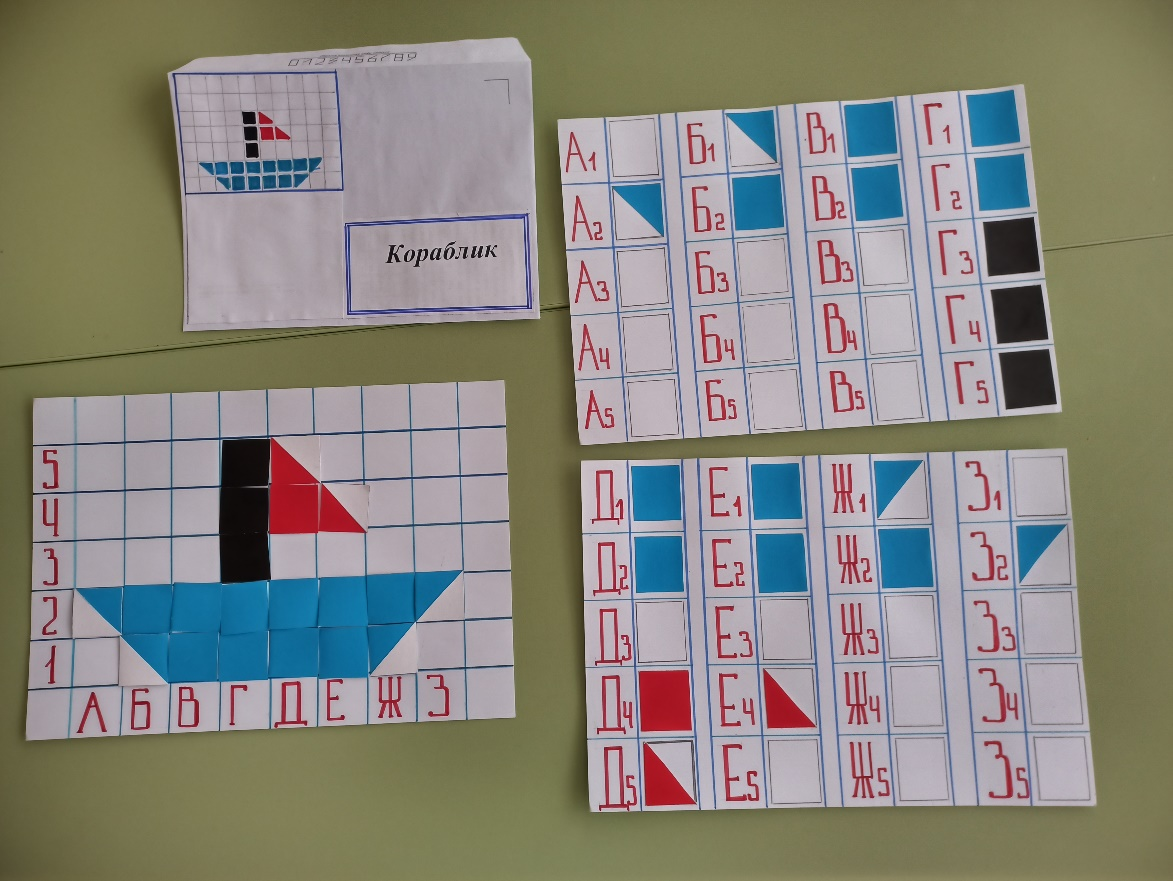 0123456789
Кораблик
А1 Б1 В1 Г1
А2 Б2 В2 Г2
А3 Б3 В3 Г3
А4 Б4 В4 Г4
А5 Б5 В5 Г5
5
4
3
2
1
А Б В Г Д Е Ж З
Д1 Е1 Ж1 З1
Д2 Е2 Ж2 З2
Д3 Е3 Ж3 З3
Д4 Е4 Ж4 З4
Д5 Е5 Ж5 З5